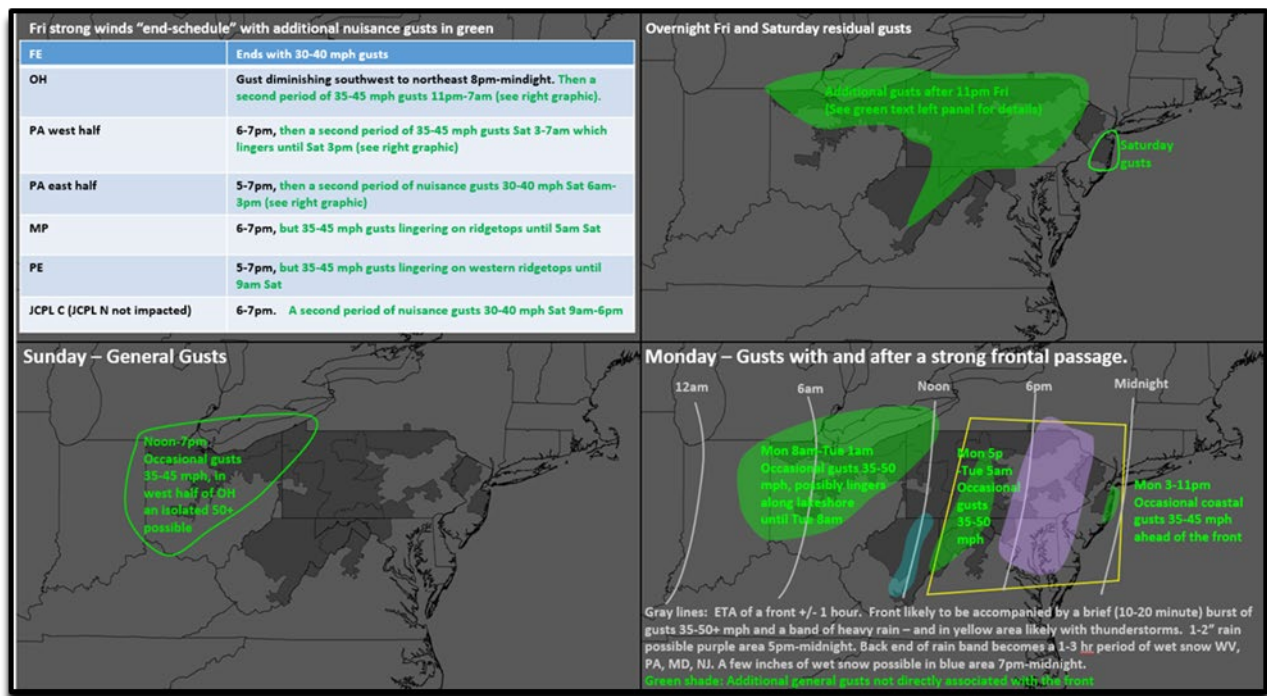 Fri strong winds “end-schedule” with additional nuisance gusts in green
FE
Ends with 30-40 mph gusts
OH
Gust diminishing southwest to northeast 8pm-mindight. Then a
second period of 35-45 mph gusts 11pm-7am (see right graphic).
PA west half
6-7pm, then a second period of 35-45 mph gusts Sat 3-7am which
lingers until Sat 3pm (see right graphic)
PA east half
5-7pm, then a second period of nuisance gusts 30-40 mph Sat 6am-
3pm (see right graphic)
MP
6-7pm, but 35-45 mph gusts lingering on ridgetops until 5am Sat
PE
5-7pm, but 35-45 mph gusts lingering on western ridgetops until
9am Sat
JCPL C (JCPL N not impacted)
6-7pm. A second period of nuisance gusts 30-40 mph Sat 9am-6pm
Overnight Fri and Saturday residual gusts
Additional gusts after 11pm Fri
(See green text left panel for details)
Saturday
gusts
Sunday – General Gusts
Noon-7pm
Occasional gusts
35-45 mph, in
west half of OH
an isolated 50+
possible
Monday – Gusts with and after a strong frontal passage.
12am
6am
Noon
6pm
Midnight
Mon 8am-Tue 1am
Occasional gusts 35-50
mph, possibly lingers
along lakeshore
until Tue 8am
Mon 5p
-Tue 5am
Occasional
gusts
35-50
mph
Mon 3-11pm
Occasional coastal
gusts 35-45 mph
ahead of the front
Gray lines: ETA of a front +/- 1 hour. Front likely to be accompanied by a brief (10-20 minute) burst of
gusts 35-50+ mph and a band of heavy rain – and in yellow area likely with thunderstorms. 1-2” rain
possible purple area 5pm-midnight. Back end of rain band becomes a 1-3 hr period of wet snow WV,
PA, MD, NJ. A few inches of wet snow possible in blue area 7pm-midnight.
Green shade: Additional general gusts not directly associated with the front